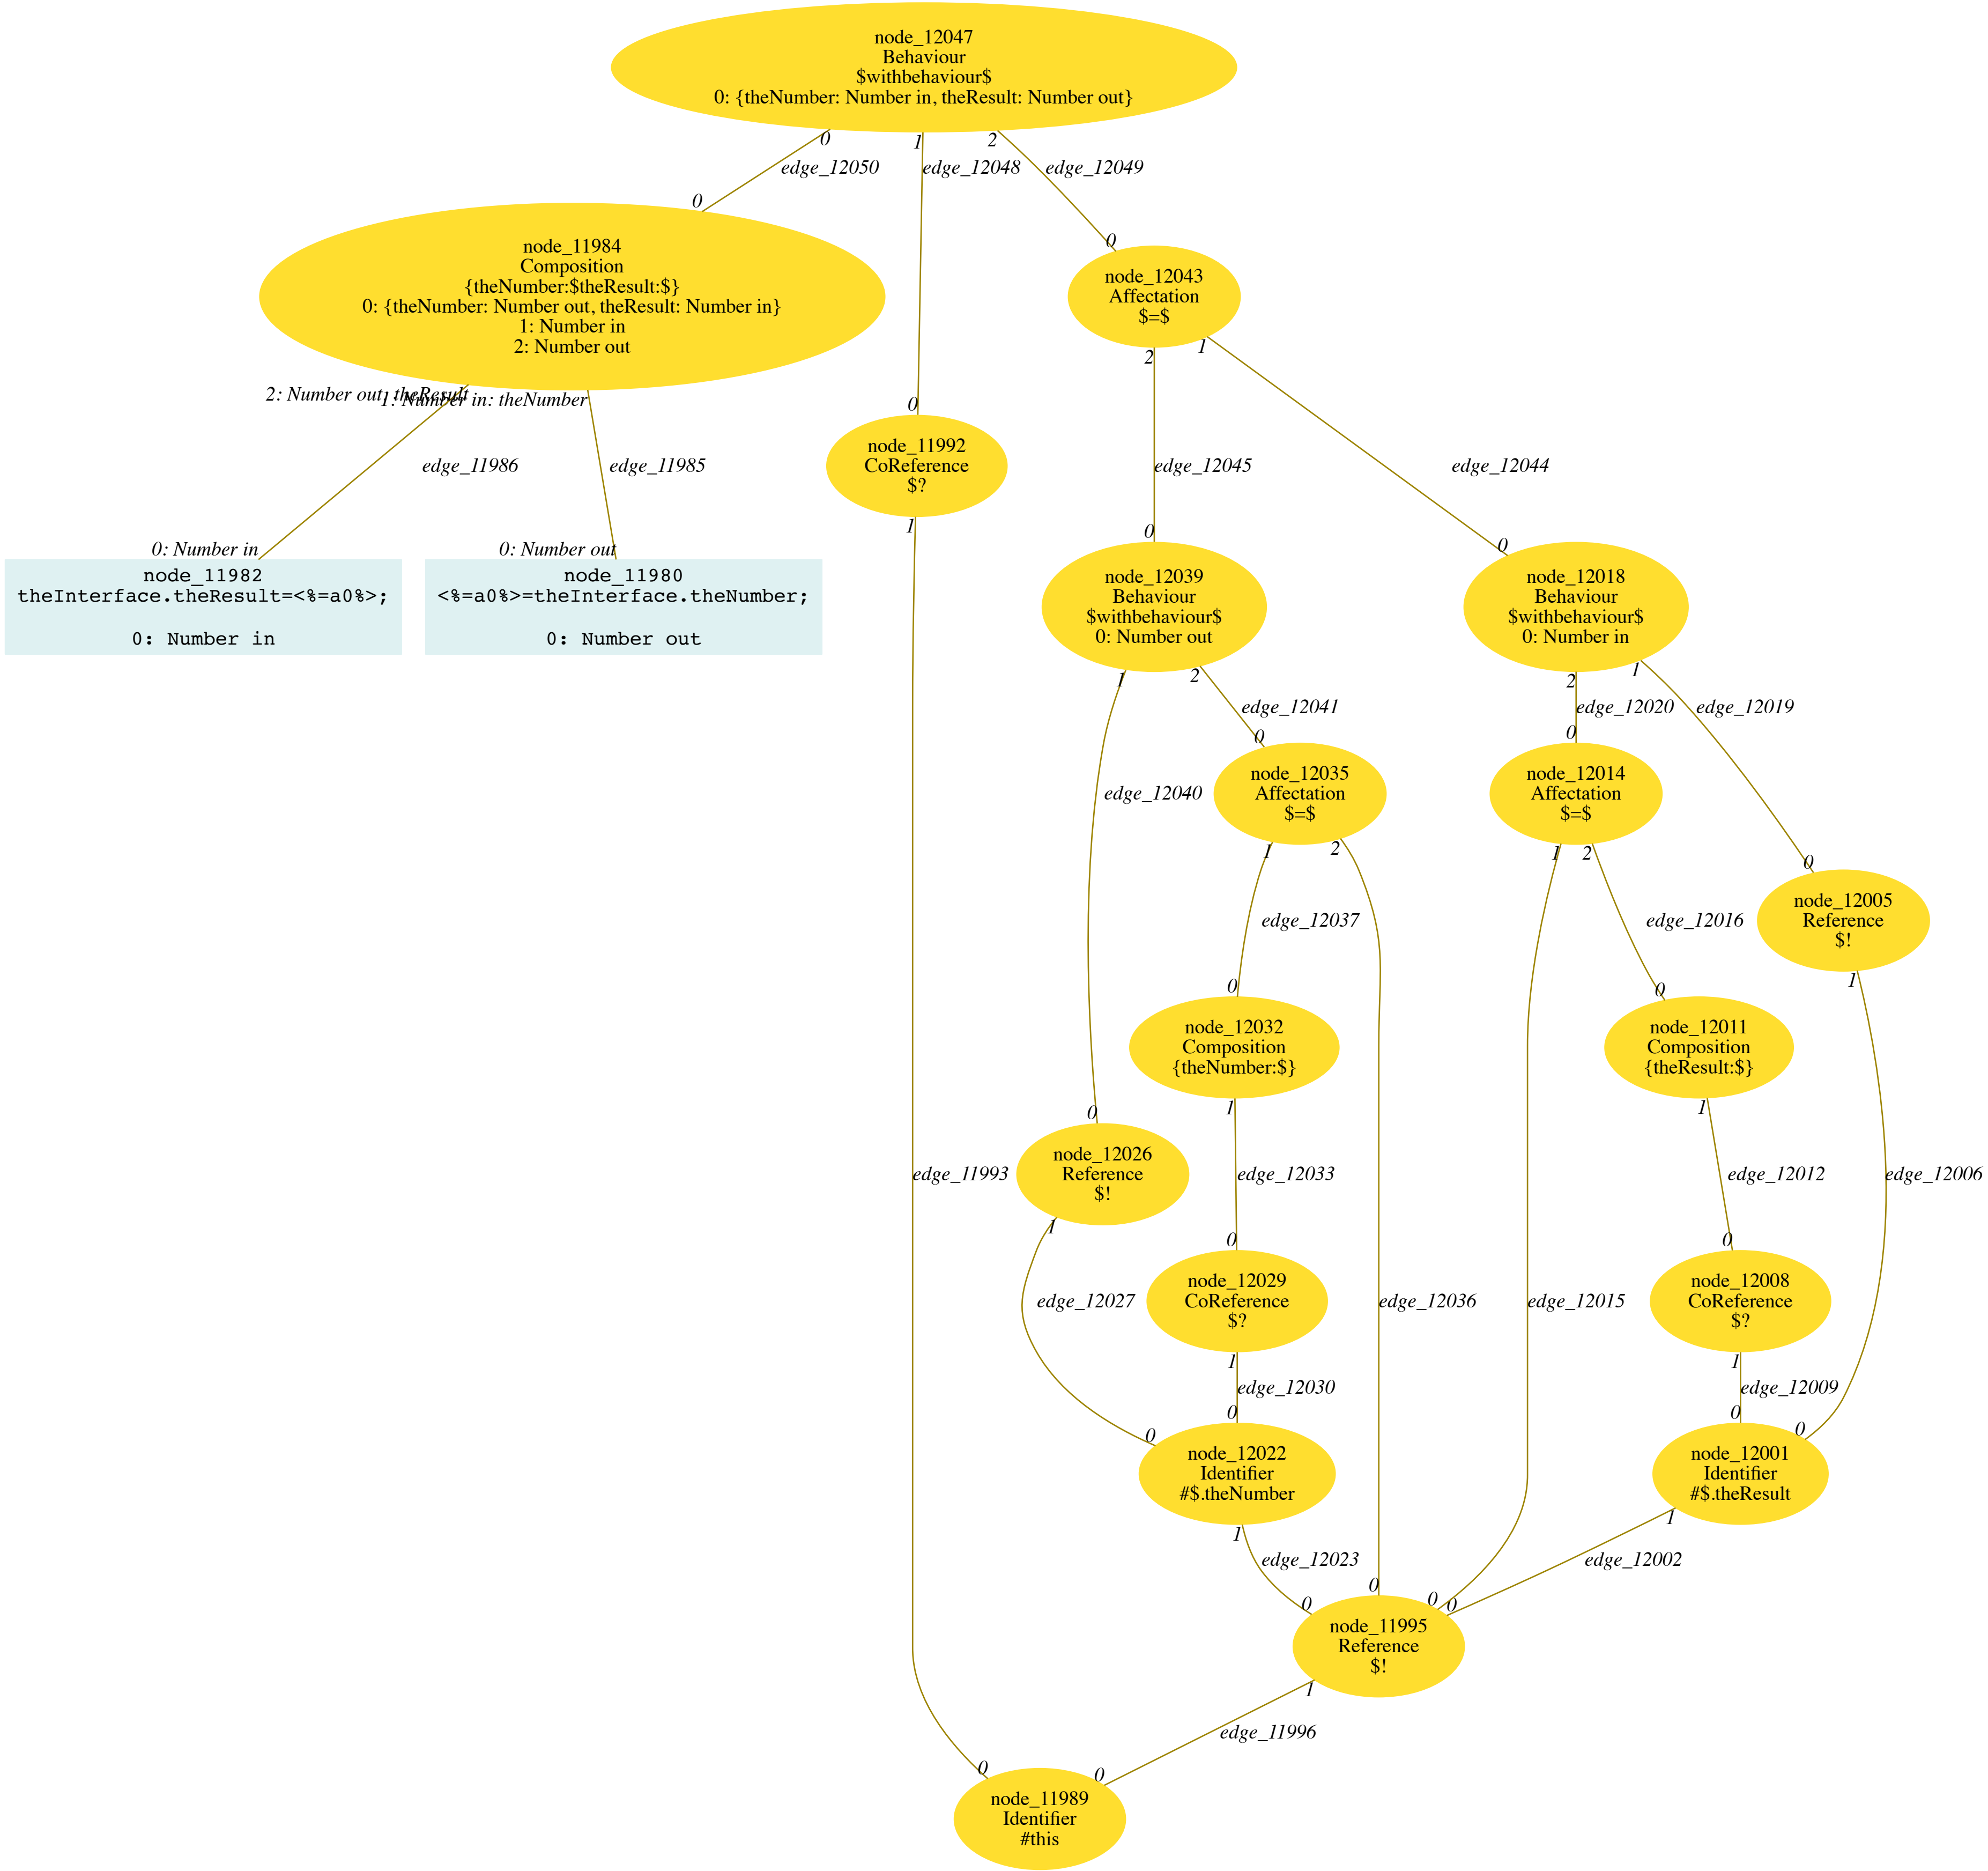 node_12047
Behaviour
$withbehaviour$
0: {theNumber: Number in, theResult: Number out}
0
1
2
edge_12050
edge_12048
edge_12049
0
0
node_11984
Composition
{theNumber:$theResult:$}
0: {theNumber: Number out, theResult: Number in}
1: Number in
2: Number out
node_12043
Affectation
$=$
2
1
2: Number out: theResult
1: Number in: theNumber
0
node_11992
CoReference
$?
1
edge_11986
edge_11985
edge_12045
edge_12044
0: Number in
0: Number out
0
0
node_11982
theInterface.theResult=<%=a0%>;
0: Number in
node_11980
<%=a0%>=theInterface.theNumber;
0: Number out
node_12039
Behaviour
$withbehaviour$
0: Number out
node_12018
Behaviour
$withbehaviour$
0: Number in
1
2
2
1
edge_12041
edge_12020
edge_12019
0
0
node_12035
Affectation
$=$
node_12014
Affectation
$=$
edge_12040
1
2
1
2
0
node_12005
Reference
$!
1
edge_12037
edge_12016
0
0
node_12032
Composition
{theNumber:$}
1
node_12011
Composition
{theResult:$}
1
0
node_12026
Reference
$!
1
edge_11993
edge_12033
edge_12012
edge_12006
0
0
node_12029
CoReference
$?
1
node_12008
CoReference
$?
1
edge_12027
edge_12036
edge_12015
edge_12030
edge_12009
0
0
0
0
node_12022
Identifier
#$.theNumber
1
node_12001
Identifier
#$.theResult
1
edge_12023
edge_12002
0
0
0
0
node_11995
Reference
$!
1
edge_11996
0
0
node_11989
Identifier
#this